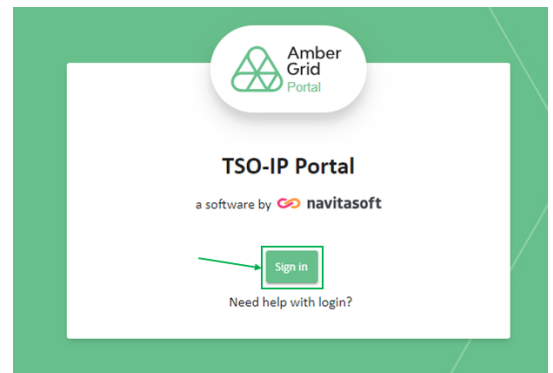 Amber
Grid
Portal
TSO-IP Portal
a software by navitasoft
Sign in
Need help with login?